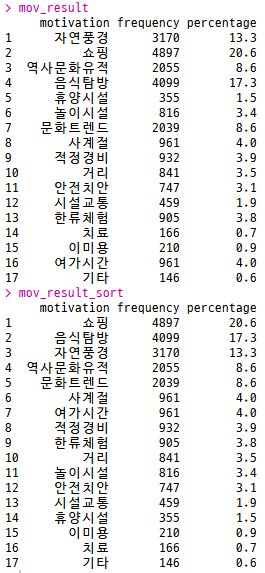 > mov_result
motivation frequency percentage
1 자연풍경 3170 13.3
2 쇼핑 4897 20.6
3 역사문화유적 2055 8.6
4 음식탐방 4099 17.3
5 휴양시설 355 1.5
6 놀이시설 816 3.4
7 문화트렌드 2039 8.6
8 사계절 961 4.0
9 적정경비 932 3.9
10 거리 841 3.5
11 안전치안 747 3.1
12 시설교통 459 1.9
13 한류체험 905 3.8
14 치료 166 0.7
15 이미용 210 0.9
16 여가시간 961 4.0
17 기타 146 0.6
> mov_result_sort
motivation frequency percentage
1 쇼핑 4897 20.6
2 음식탐방 4099 17.3
3 자연풍경 3170 13.3
4 역사문화유적 2055 8.6
5 문화트렌드 2039 8.6
6 사계절 961 4.0
7 여가시간 961 4.0
8 적정경비 932 3.9
9 한류체험 905 3.8
10 거리 841 3.5
11 놀이시설 816 3.4
12 안전치안 747 3.1
13 시설교통 459 1.9
14 휴양시설 355 1.5
15 이미용 210 0.9
16 치료 166 0.7
17 기타 146 0.6